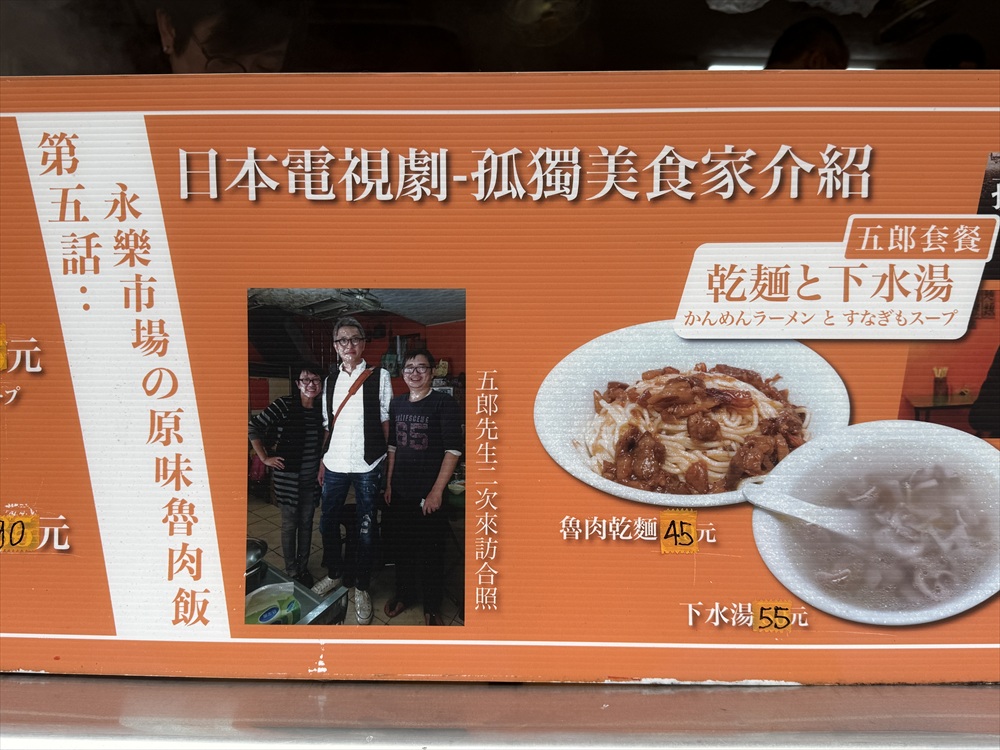 日本電視劇-孤獨美食家介紹
第五話：
永樂市場の原味魯肉飯
五郎套餐
乾麵と下水湯
かんめんラーメン と すなぎもスープ
五郎先生二次來訪合照
85
魯肉乾麵45元
下水湯55元
元
プ
90元